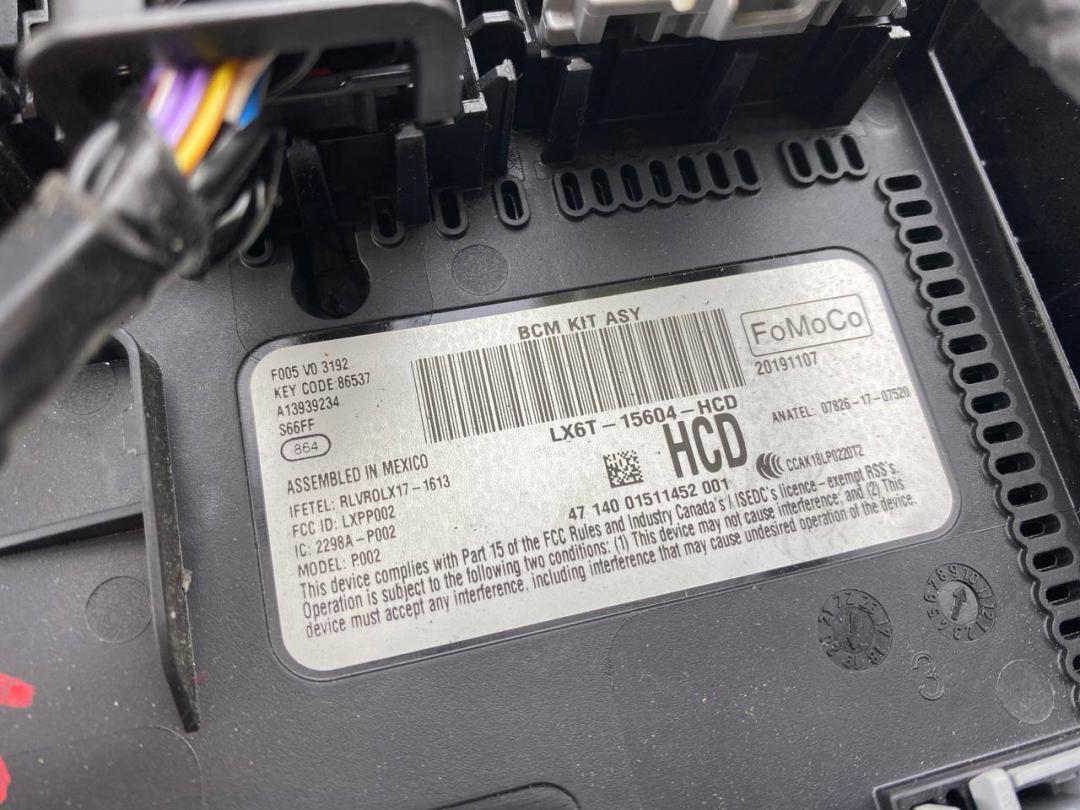 BCM KIT ASY
FoMoCo
20191107
F005 V0 3192
KEY CODE:86537
A13939234
S66FF
864
LX6T-15604-HCD
HCD
ANATEL: 07826-17-07520
CCAK18LP0220T2
47 140 01511452 001
ASSEMBLED IN MEXICO
IFETEL: RLVROLX17-1613
FCC ID: LXPP002
IC: 2298A-P002
MODEL: P002
This device complies with Part 15 of the FCC Rules and Industry Canada's / ISEDC's licence-exempt RSS's.
Operation is subject to the following two conditions: (1) This device may not cause interference; and (2) This
device must accept any interference, including interference that may cause undesired operation of the device.
3